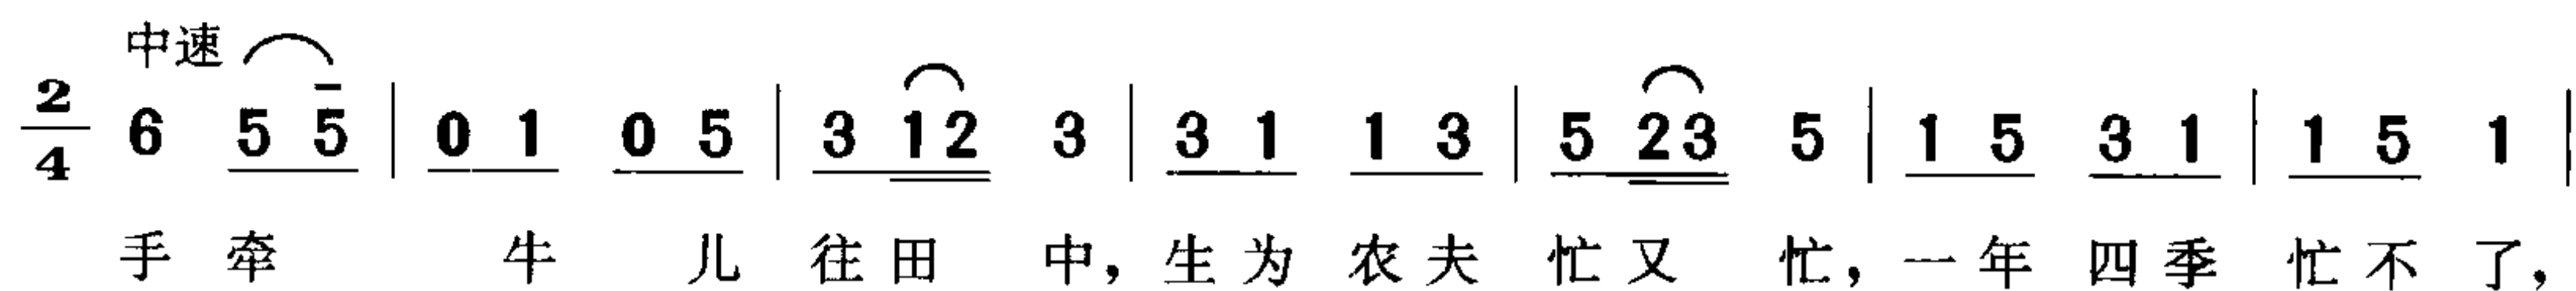 中速
2/4 6 5 5 | 0 1 0 5 | 3 12 3 | 3 1 1 3 | 5 23 5 | 1 5 3 1 | 1 5 1 |
手 牵 牛 儿 往 田 中， 生 为 农 夫 忙 又 忙， 一 年 四 季 忙 不 了，